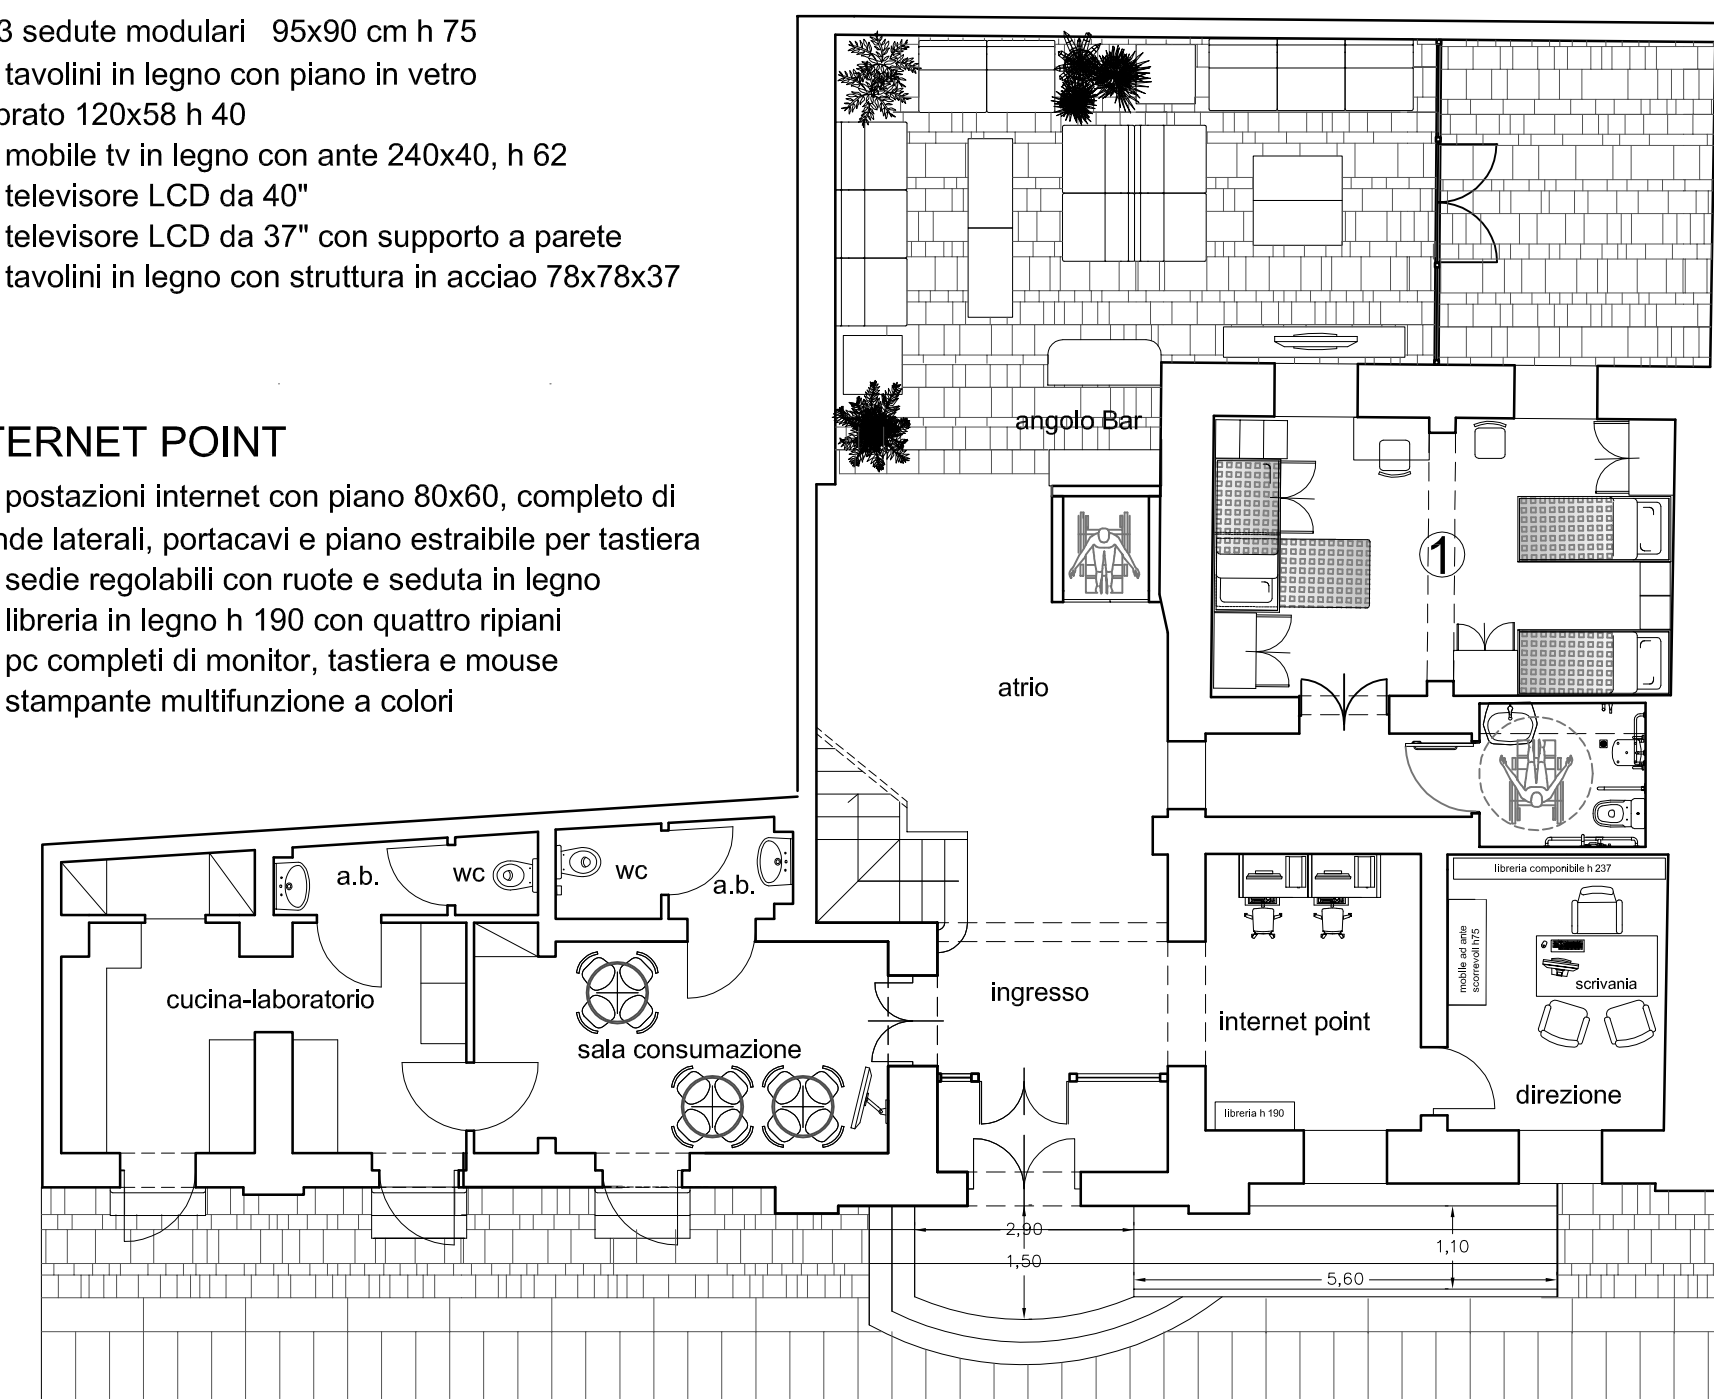 3 sedute modulari   95x90 cm h 75
tavolini in legno con piano in vetro
brato 120x58 h 40
mobile tv in legno con ante 240x40, h 62
televisore LCD da 40"
televisore LCD da 37" con supporto a parete
tavolini in legno con struttura in acciao 78x78x37
TERNET POINT
postazioni internet con piano 80x60, completo di
nde laterali, portacavi e piano estraibile per tastiera
sedie regolabili con ruote e seduta in legno
libreria in legno h 190 con quattro ripiani
pc completi di monitor, tastiera e mouse
stampante multifunzione a colori
angolo Bar
1
atrio
a.b.
wc
wc
a.b.
libreria componibile h 237
mobile ad ante
scorrevoli h75
scrivania
cucina-laboratorio
ingresso
internet point
sala consumazione
direzione
libreria h 190
2,90
1,50
1,10
5,60